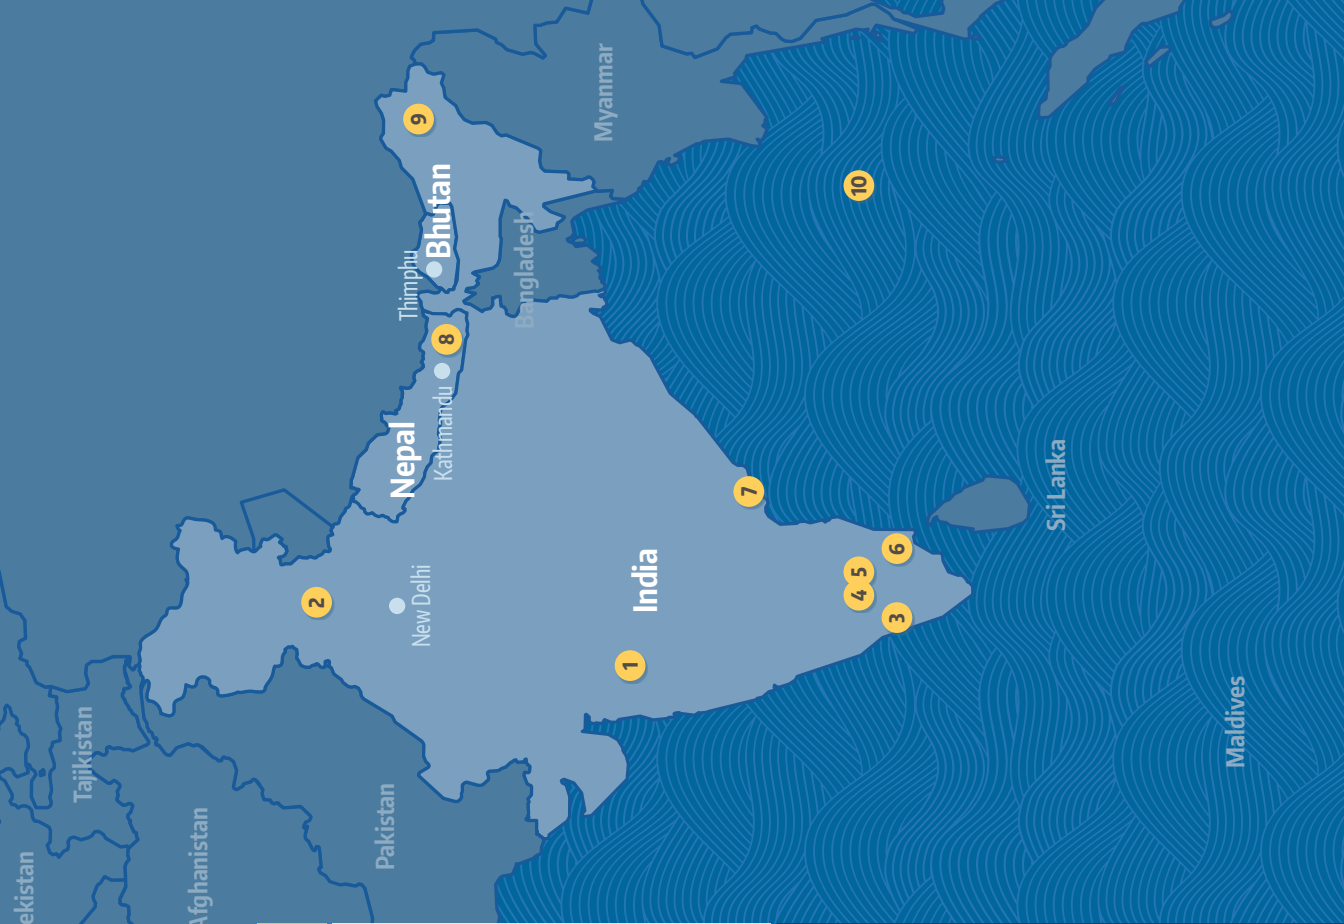 ekistan
Tajikistan
Afghanistan
Pakistan
New Delhi
India
Nepal
Kathmandu
Thimphu
Bhutan
Bangladesh
Myanmar
Sri Lanka
Maldives
1
2
3
4
5
6
7
8
9
10